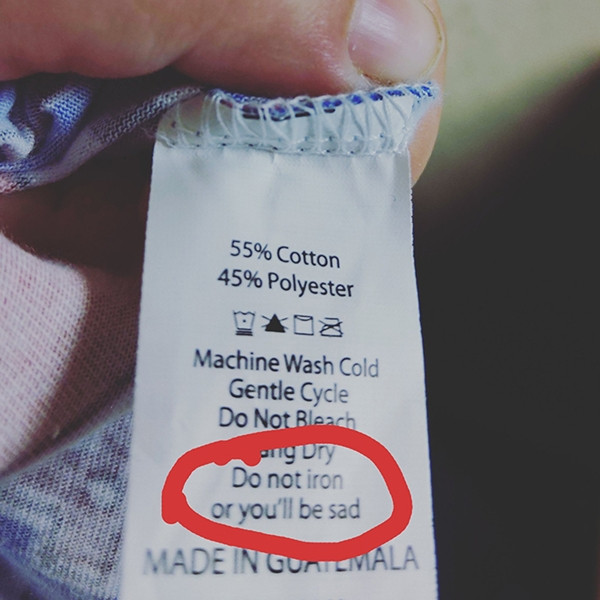 55% Cotton
45% Polyester
Machine Wash Cold
Gentle Cycle
Do Not Bleach
Hang Dry
Do not iron
or you'll be sad
MADE IN GUATEMALA